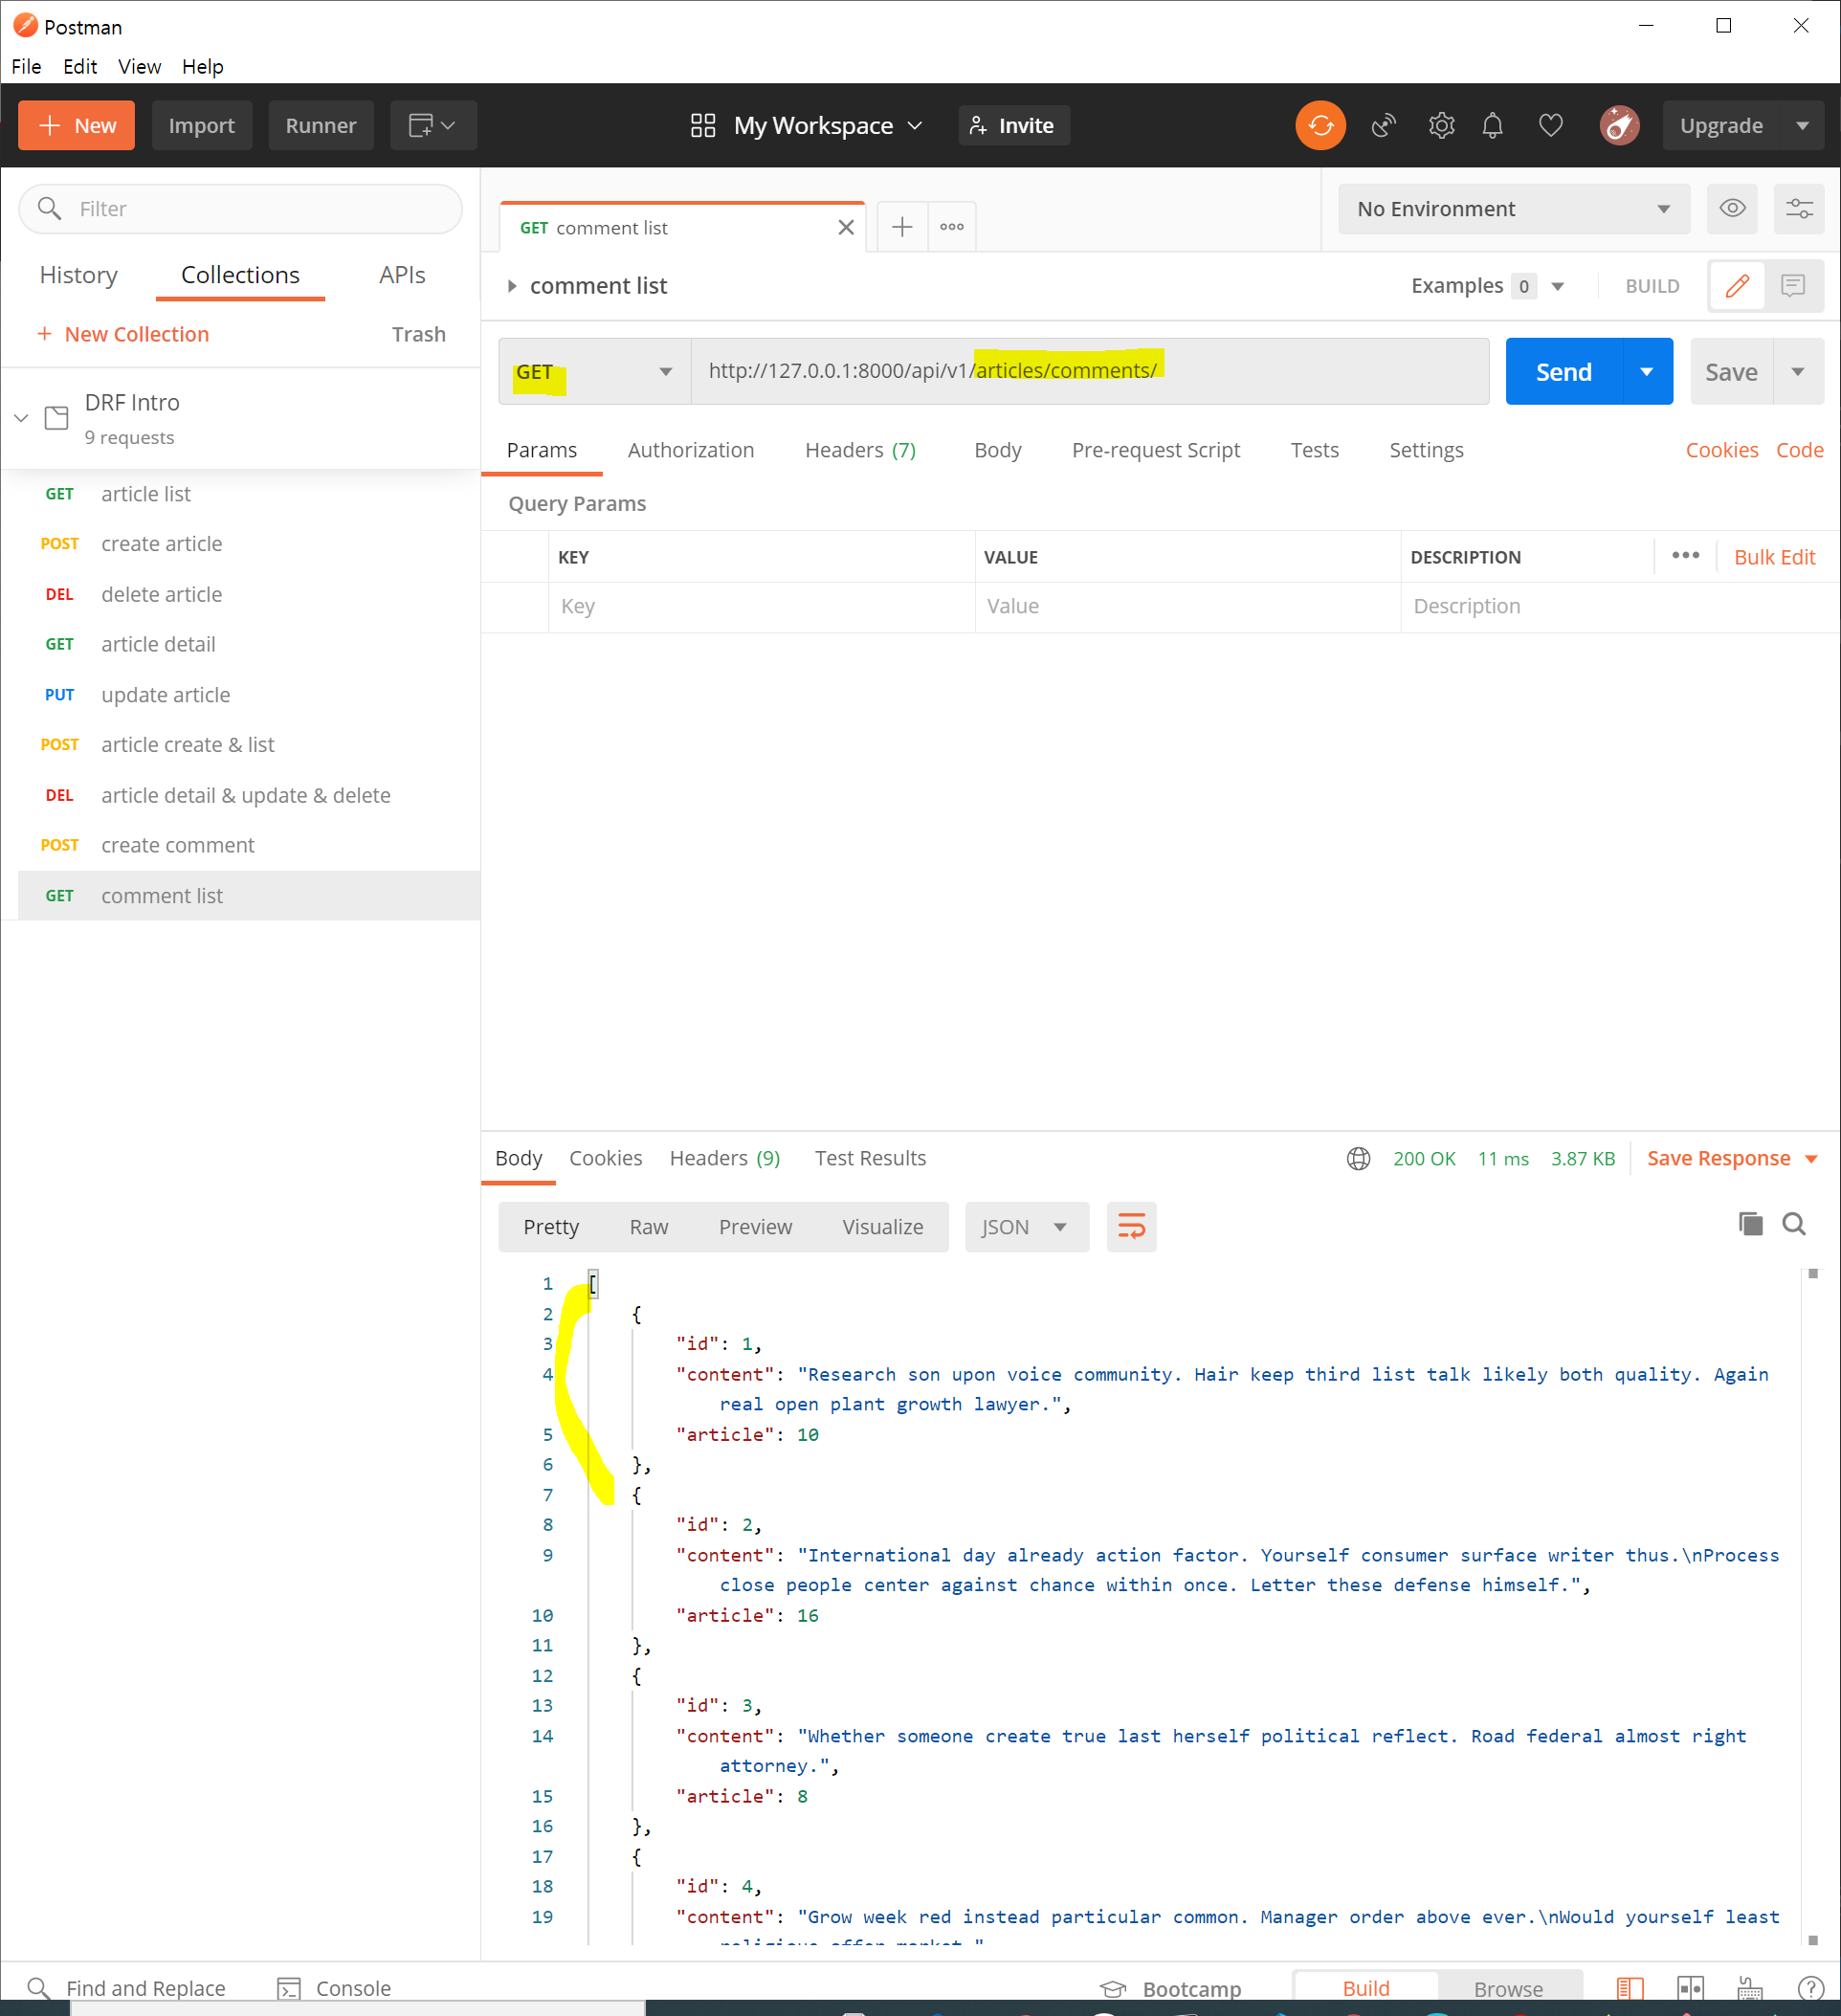 Postman
File Edit View Help
+ New Import Runner My Workspace Invite Upgrade
Filter
History Collections APIs
+ New Collection Trash
DRF Intro
9 requests
GET article list
POST create article
DEL delete article
GET article detail
PUT update article
POST article create & list
DEL article detail & update & delete
POST create comment
GET comment list
GET comment list
No Environment
comment list
Examples 0 BUILD
GET http://127.0.0.1:8000/api/v1/articles/comments/ Send Save
Params Authorization Headers (7) Body Pre-request Script Tests Settings Cookies Code
Query Params
KEY VALUE DESCRIPTION Bulk Edit
Key Value Description
Body Cookies Headers (9) Test Results 200 OK 11 ms 3.87 KB Save Response
Pretty Raw Preview Visualize JSON
1 [
2 {
3 "id": 1,
4 "content": "Research son upon voice community. Hair keep third list talk likely both quality. Again
real open plant growth lawyer.",
5 "article": 10
6 },
7 {
8 "id": 2,
9 "content": "International day already action factor. Yourself consumer surface writer thus.\nProcess
close people center against chance within once. Letter these defense himself.",
10 "article": 16
11 },
12 {
13 "id": 3,
14 "content": "Whether someone create true last herself political reflect. Road federal almost right
attorney.",
15 "article": 8
16 },
17 {
18 "id": 4,
19 "content": "Grow week red instead particular common. Manager order above ever.\nWould yourself least
Find and Replace Console Bootcamp Build Browse